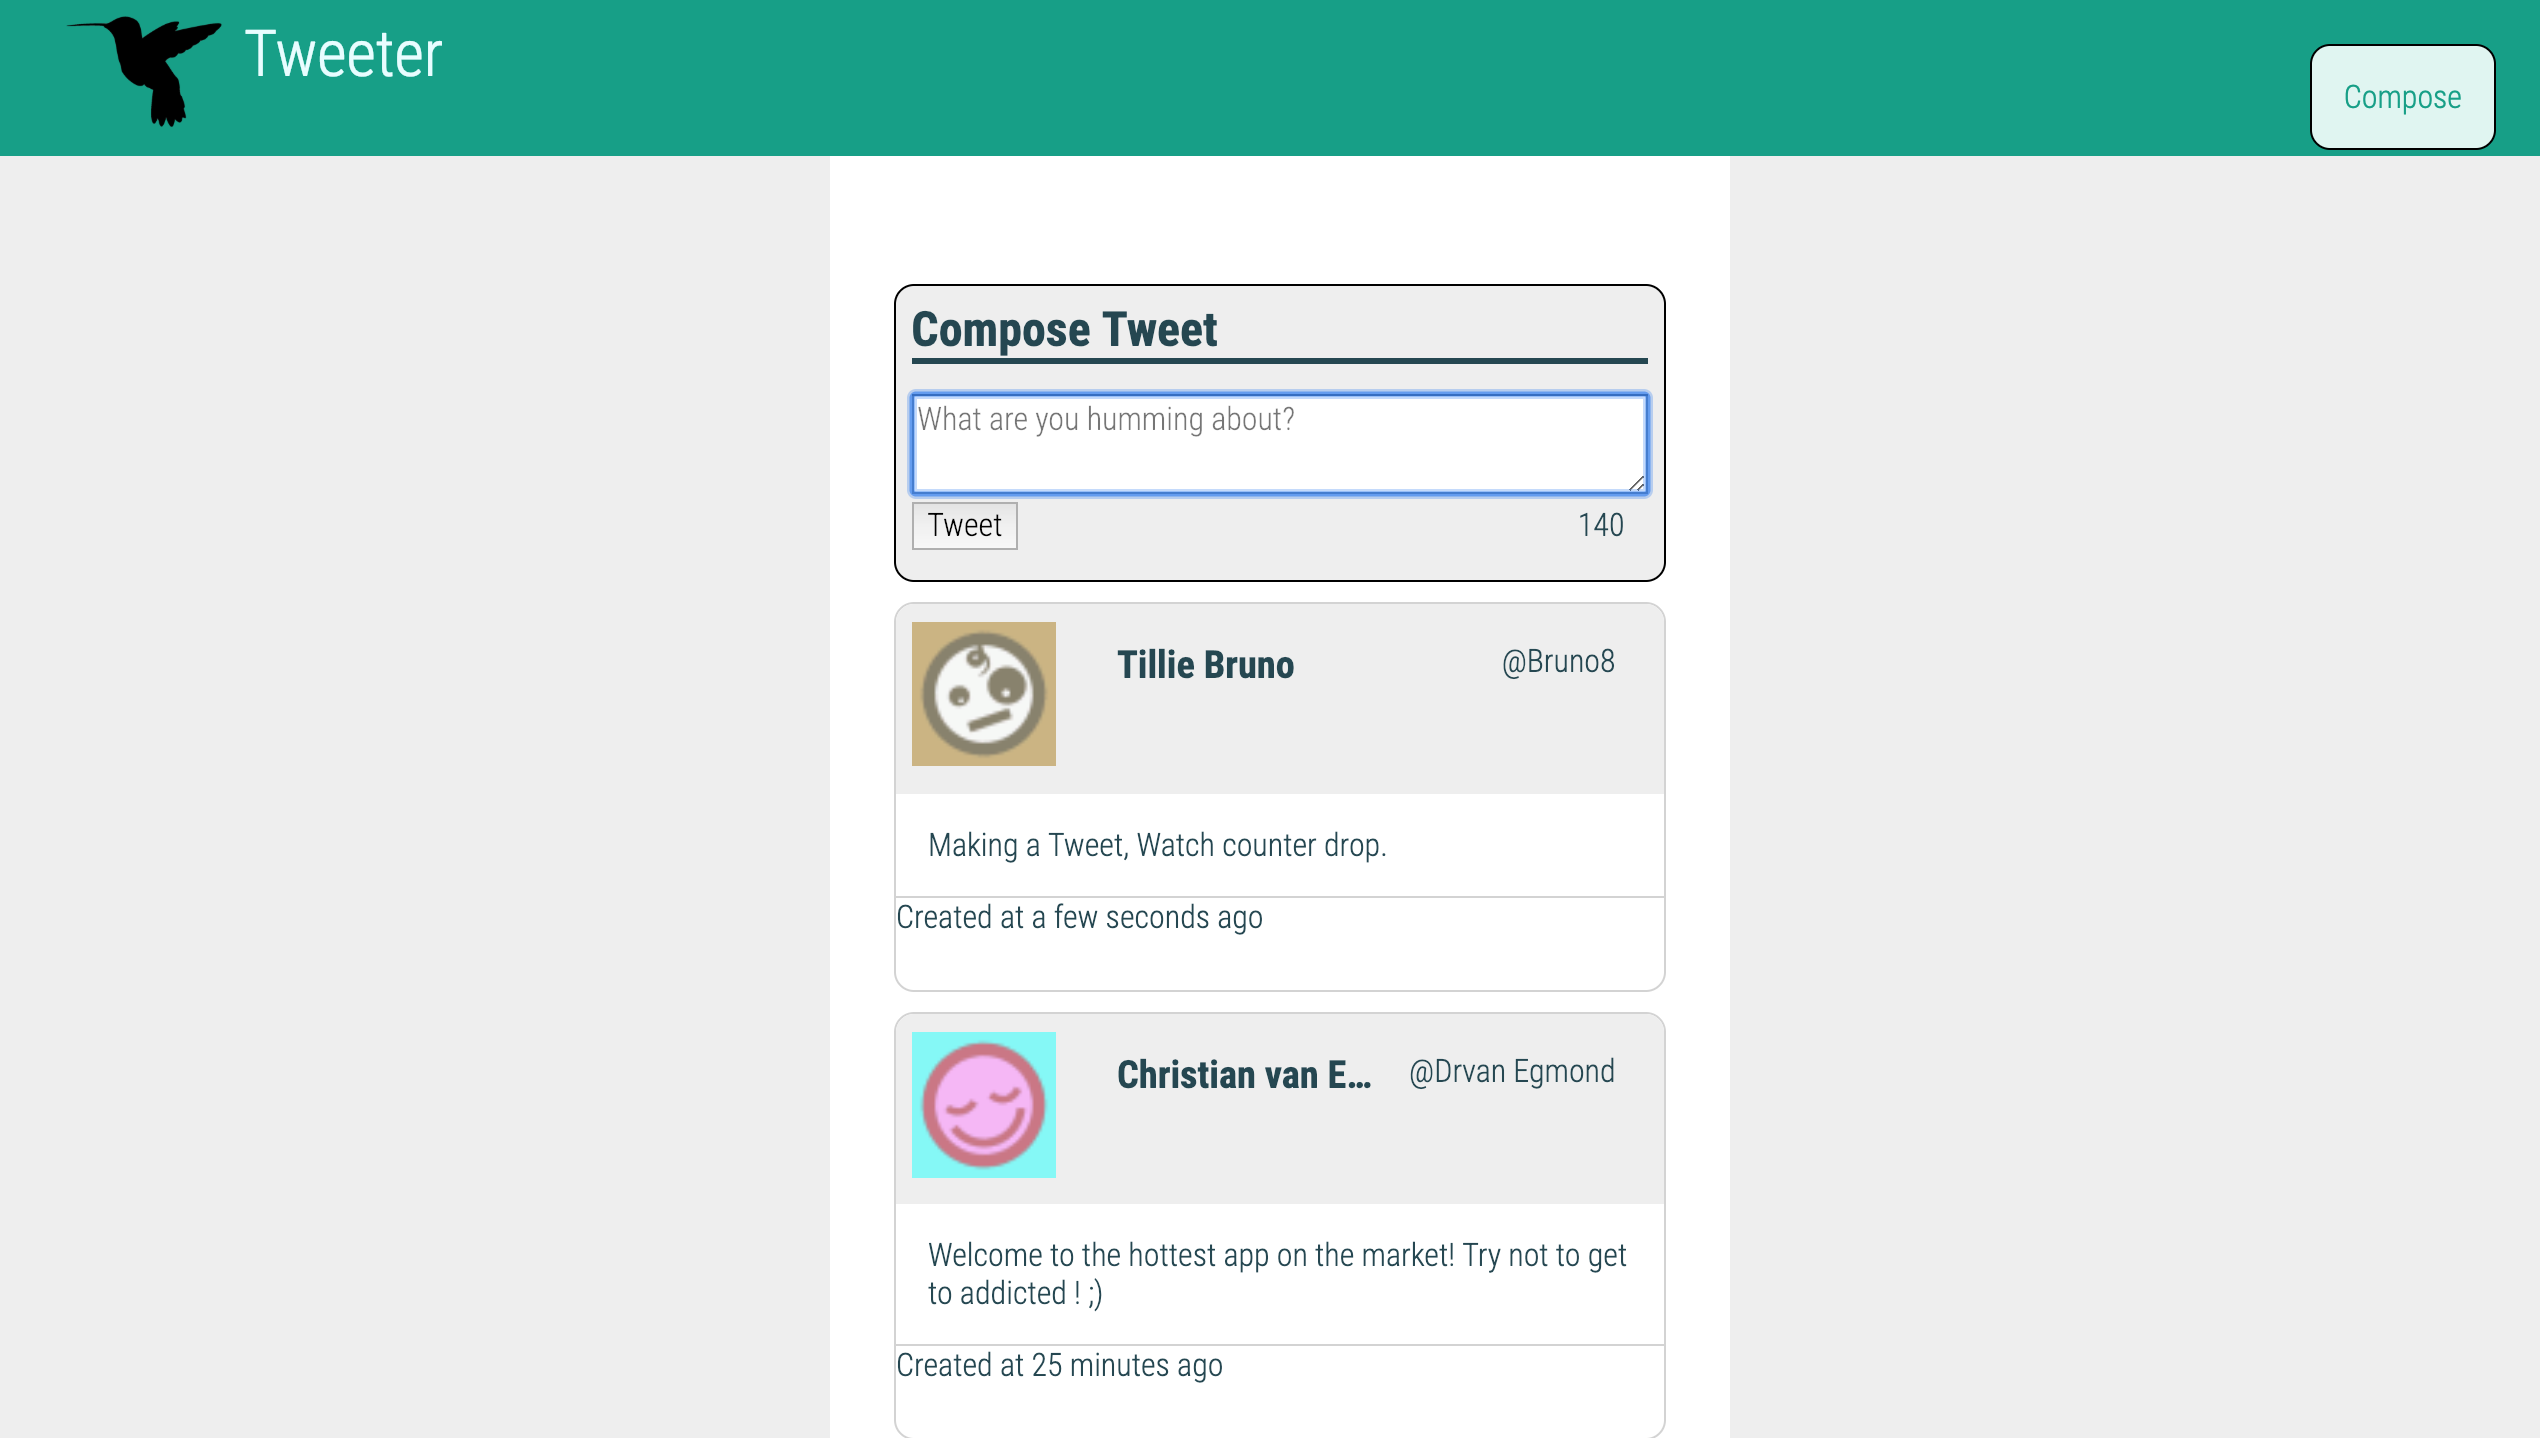 Tweeter
Compose
Compose Tweet
What are you humming about?
Tweet
140
Tillie Bruno
@Bruno8
Making a Tweet, Watch counter drop.
Created at a few seconds ago
Christian van E...
@Drvan Egmond
Welcome to the hottest app on the market! Try not to get
to addicted ! ;)
Created at 25 minutes ago